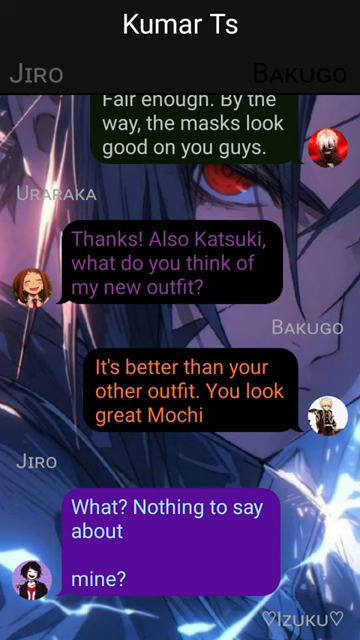 Kumar Ts
Jiro
Bakugo
Fair enough. By the
way, the masks look
good on you guys.
Uraraka
Thanks! Also Katsuki,
what do you think of
my new outfit?
Bakugo
It's better than your
other outfit. You look
great Mochi
Jiro
What? Nothing to say
about
mine?
♡Izuku♡